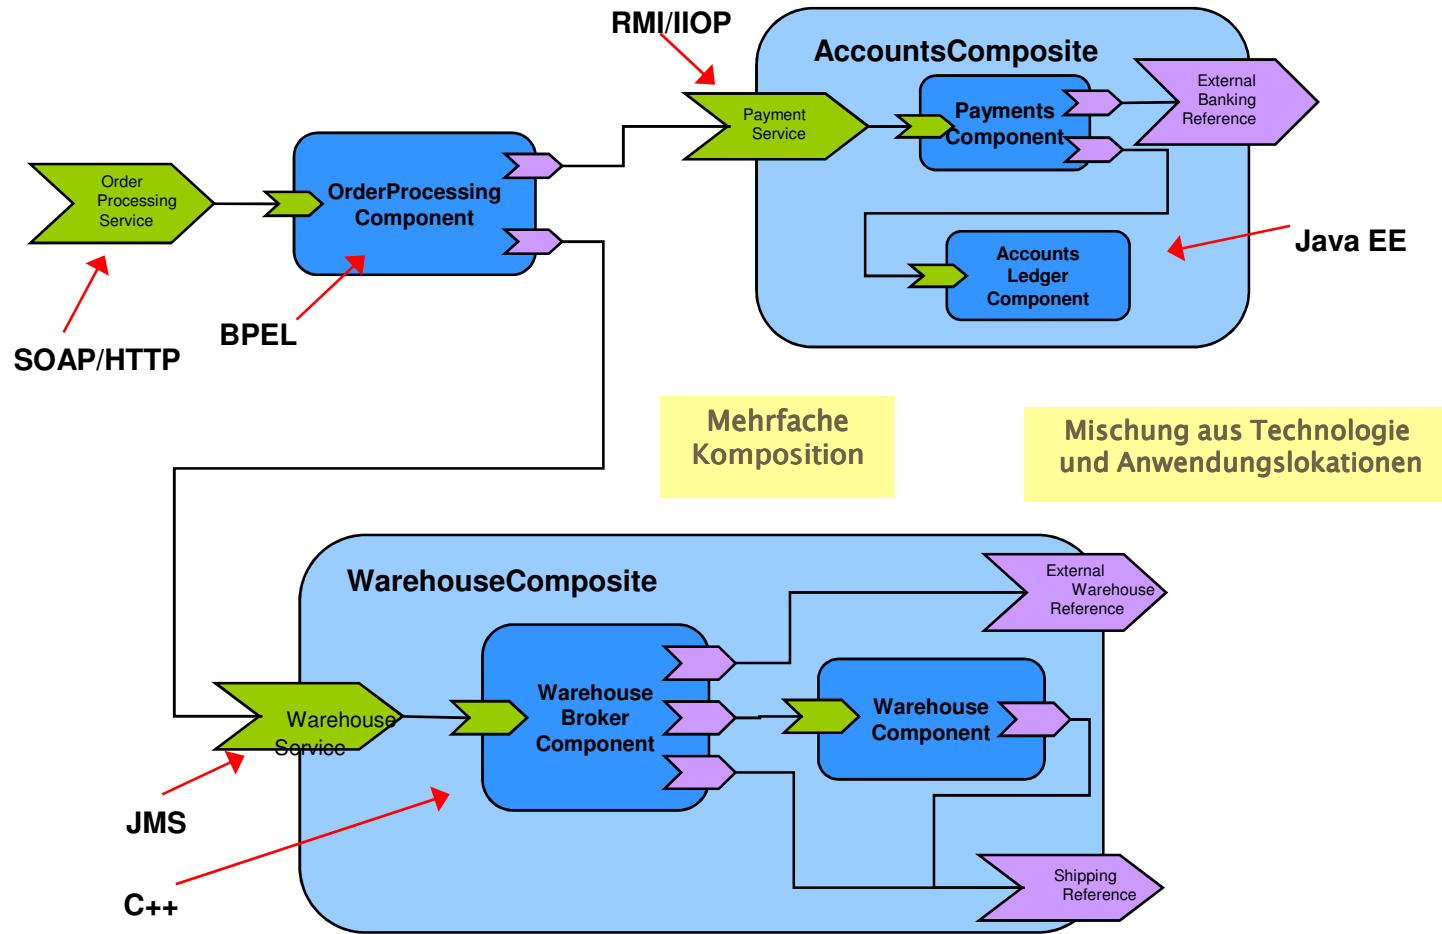 RMI/IIOP
AccountsComposite
External
Banking
Reference
Payment
Service
Payments
Component
Order
Processing
Service
OrderProcessing
Component
Accounts
Ledger
Component
Java EE
BPEL
SOAP/HTTP
Mehrfache
Komposition
Mischung aus Technologie
und Anwendungslokationen
WarehouseComposite
External
Warehouse
Reference
Warehouse
Service
Warehouse
Broker
Component
Warehouse
Component
JMS
C++
Shipping
Reference